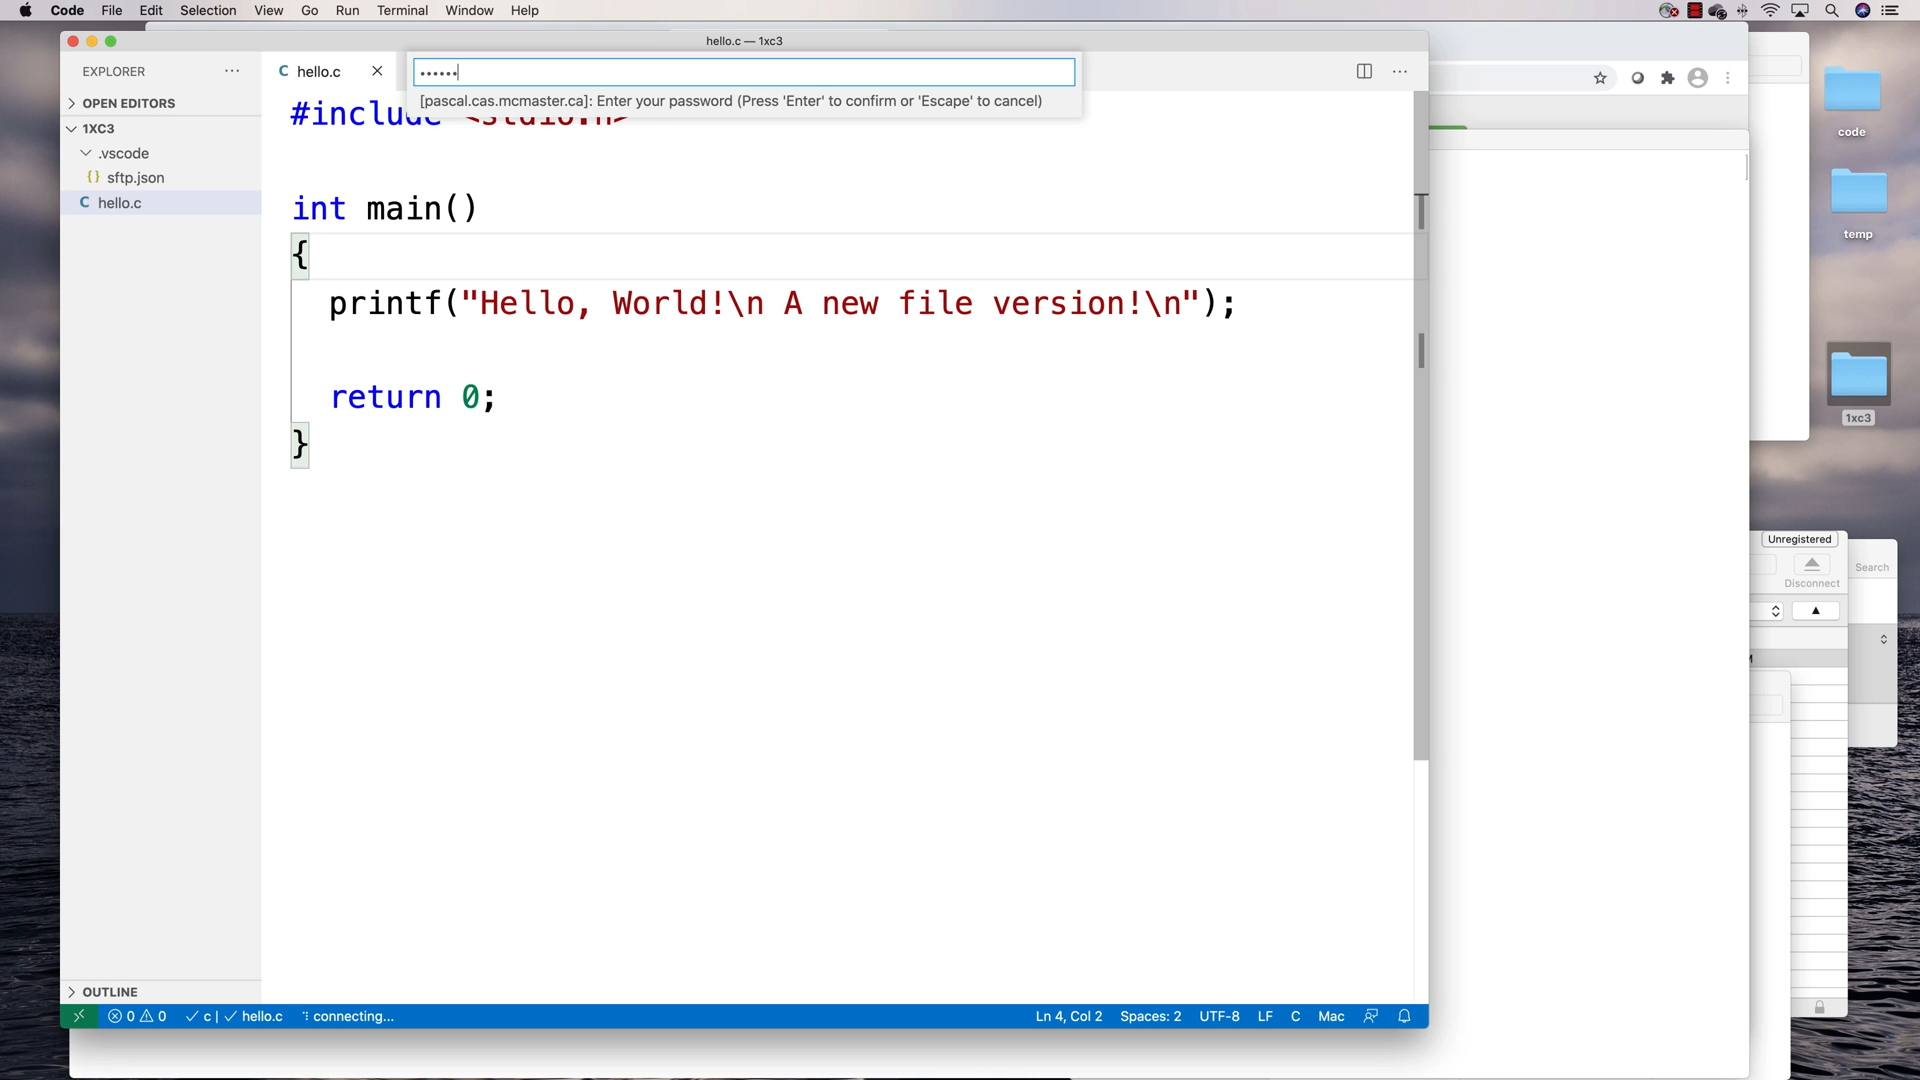 Code File Edit Selection View Go Run Terminal Window Help
hello.c — 1xc3
EXPLORER
hello.c
••••••
[pascal.cas.mcmaster.ca]: Enter your password (Press 'Enter' to confirm or 'Escape' to cancel)
OPEN EDITORS
1XC3
.vscode
{} sftp.json
C hello.c
#include <stdio.h>
int main()
{
printf("Hello, World!\n A new file version!\n");
return 0;
}
OUTLINE
0 0 c | hello.c connecting...
Ln 4, Col 2 Spaces: 2 UTF-8 LF C Mac
code
temp
1xc3
Unregistered
Disconnect
Search